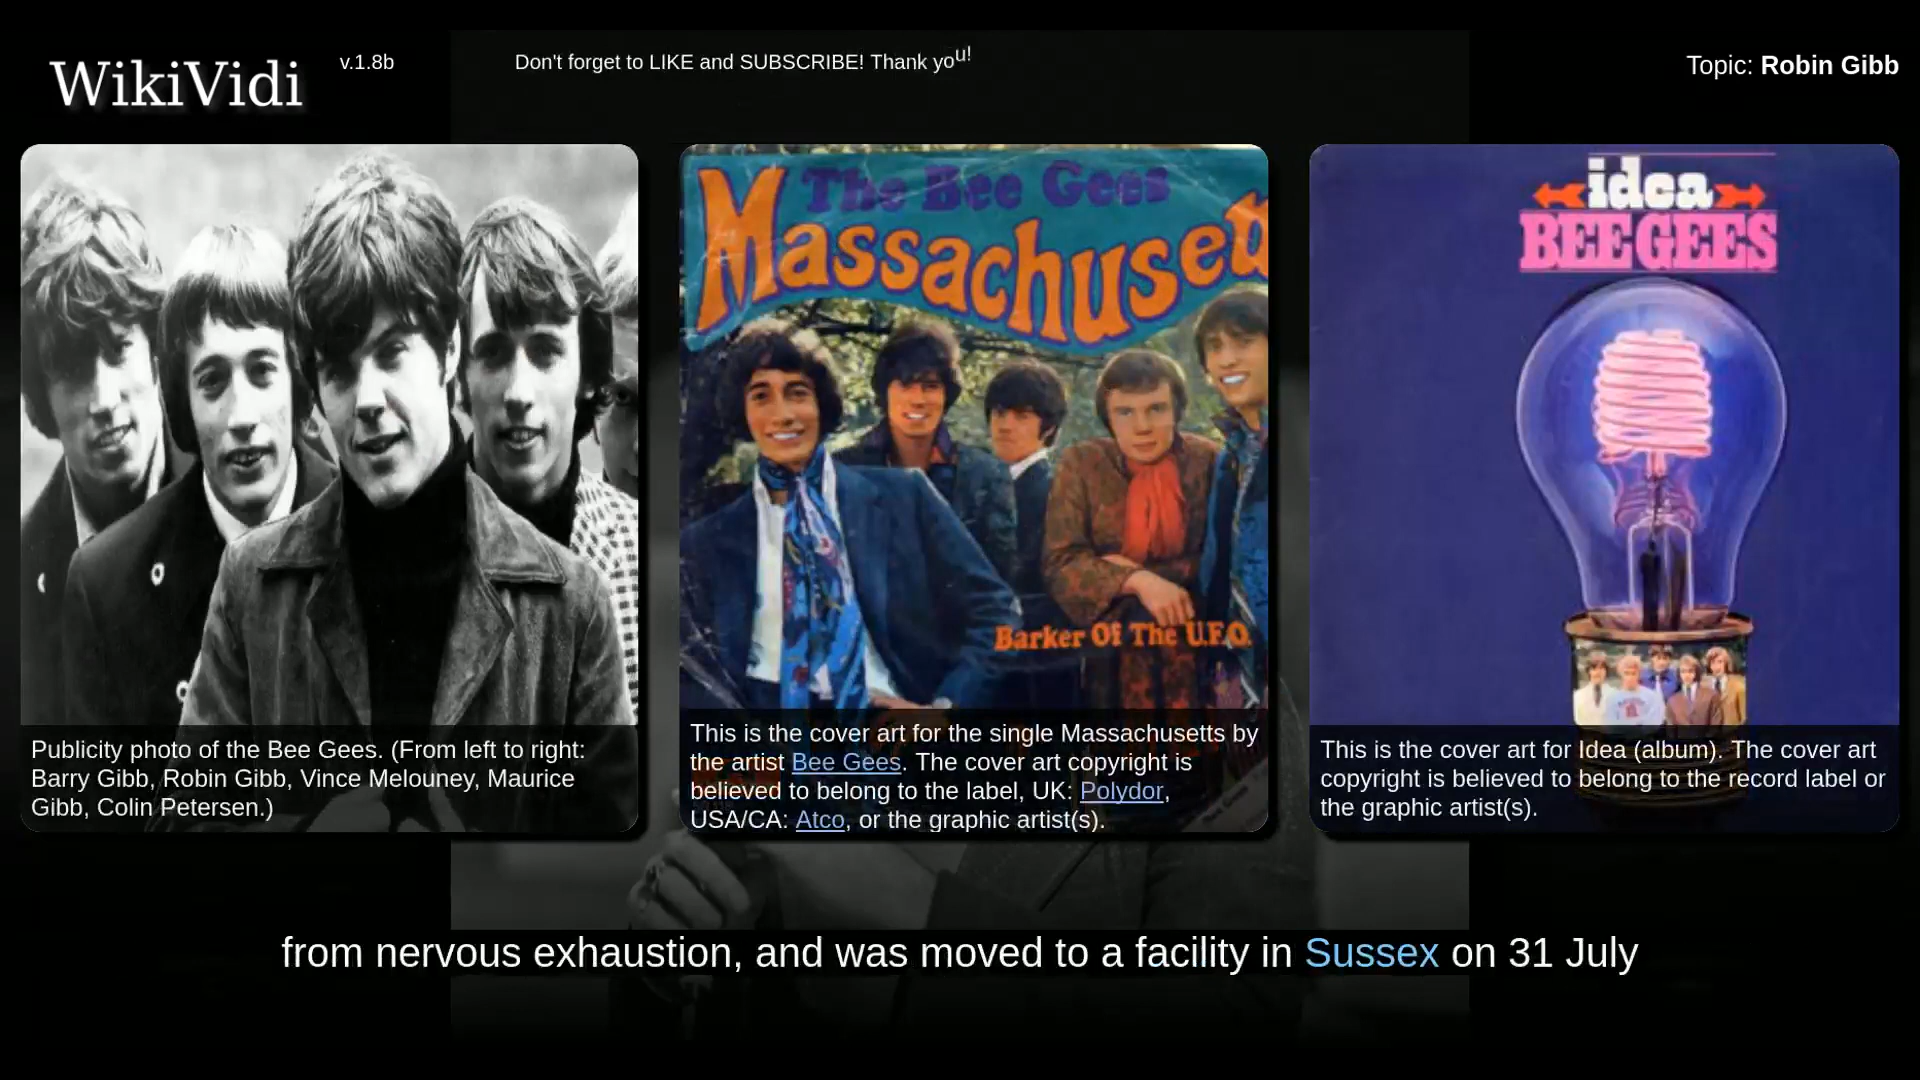 WikiVidi
v.1.8b
Don't forget to LIKE and SUBSCRIBE! Thank you!
Topic: Robin Gibb
The Bee Gees
Massachusett
Barker Of The U.F.O.
idea
BEE GEES
Publicity photo of the Bee Gees. (From left to right:
Barry Gibb, Robin Gibb, Vince Melouney, Maurice
Gibb, Colin Petersen.)
This is the cover art for the single Massachusetts by
the artist Bee Gees. The cover art copyright is
believed to belong to the label, UK: Polydor,
USA/CA: Atco, or the graphic artist(s).
This is the cover art for Idea (album). The cover art
copyright is believed to belong to the record label or
the graphic artist(s).
from nervous exhaustion, and was moved to a facility in Sussex on 31 July